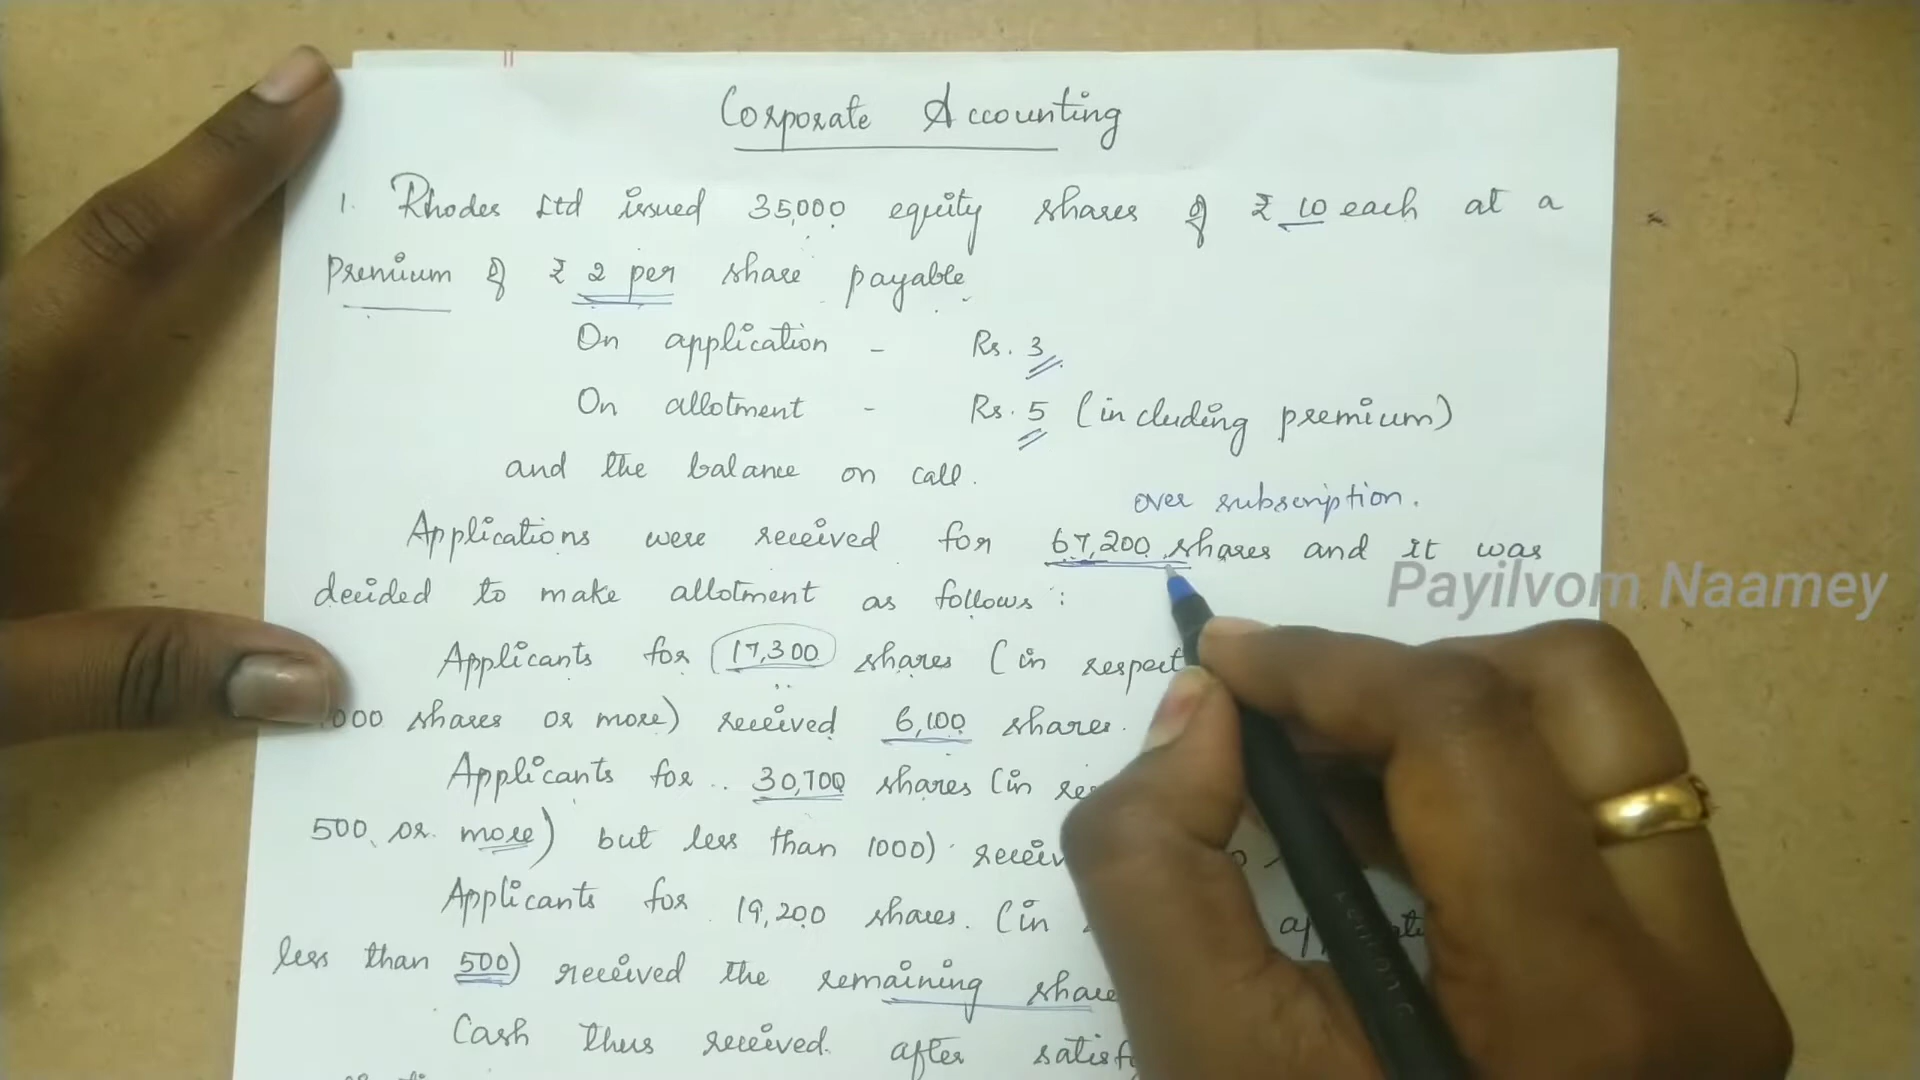 Corporate Accounting
1. Rhodes Ltd issued 35,000 equity shares of ₹ 10 each at a
premium of ₹ 2 per share payable
On application - Rs. 3
On allotment - Rs. 5 (including premium)
and the balance on call.
over subscription.
Applications were received for 67,200 shares and it was
decided to make allotment as follows :
Payilvom Naamey
Applicants for 17,300 shares (in respect
000 shares or more) received 6,100 shares.
Applicants for 30,700 shares (in
500 or more) but less than 1000)
Applicants for 19,200 shares. (in
less than 500) received the remaining
Cash thus received after